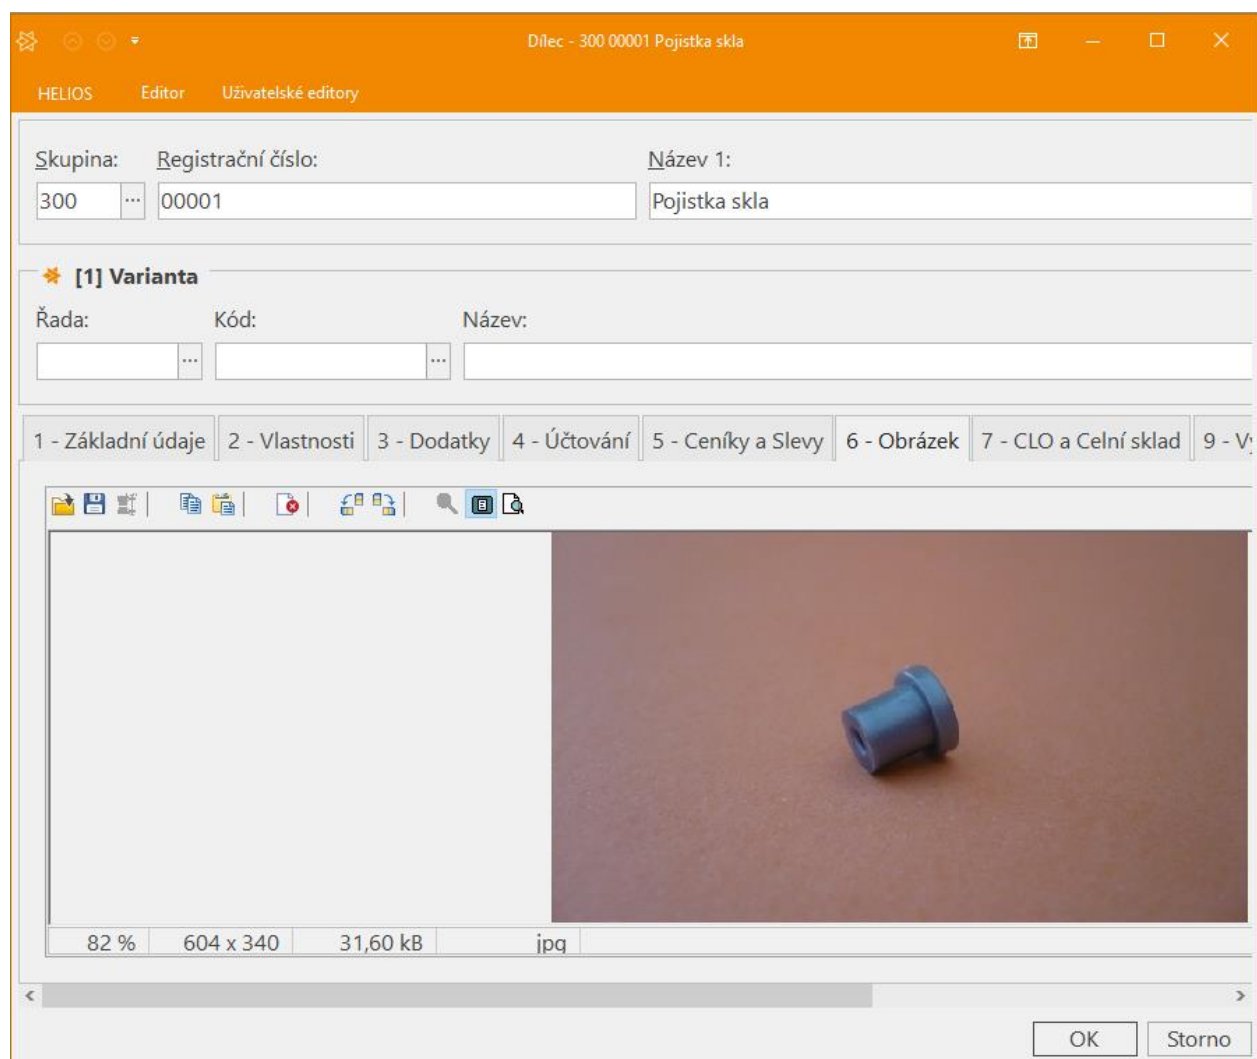 Dílec - 300 00001 Pojistka skla
HELIOS Editor Uživatelské editory
Skupina: Registrační číslo: Název 1:
300 ... 00001 Pojistka skla
[1] Varianta
Řada: Kód: Název:
... ...
1 - Základní údaje 2 - Vlastnosti 3 - Dodatky 4 - Účtování 5 - Ceníky a Slevy 6 - Obrázek 7 - CLO a Celní sklad 9 -
82 % 604 x 340 31,60 kB jpg
OK Storno